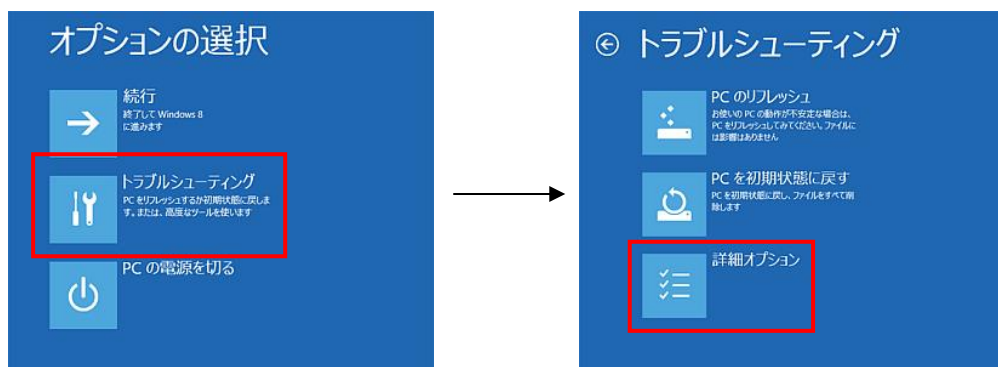 オプションの選択
続行
終了して Windows 8
に進みます
トラブルシューティング
PC をリフレッシュするか初期状態に戻しま
す。または、高度なツールを使います
PC の電源を切る
トラブルシューティング
PC のリフレッシュ
お使いの PC の動作が不安定な場合は、
PC をリフレッシュしてみてください。ファイルに
は影響はありません
PC を初期状態に戻す
PC を初期状態に戻し、ファイルをすべて削
除します
詳細オプション